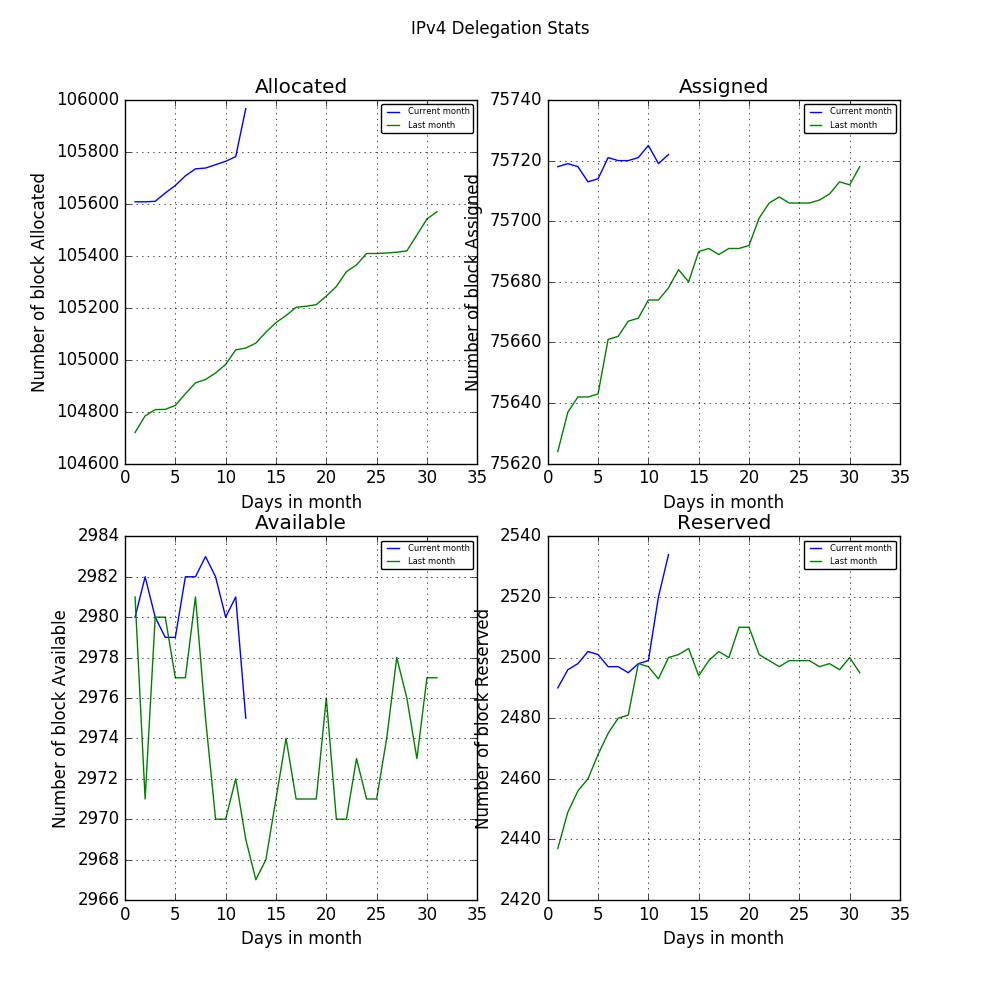 IPv4 Delegation Stats
Allocated
Number of block Allocated
106000
105800
105600
105400
105200
105000
104800
104600
Current month
Last month
0 5 10 15 20 25 30 35
Days in month
Assigned
Number of block Assigned
75740
75720
75700
75680
75660
75640
75620
Current month
Last month
0 5 10 15 20 25 30 35
Days in month
Available
Number of block Available
2984
2982
2980
2978
2976
2974
2972
2970
2968
2966
Current month
Last month
0 5 10 15 20 25 30 35
Days in month
Reserved
Number of block Reserved
2540
2520
2500
2480
2460
2440
2420
Current month
Last month
0 5 10 15 20 25 30 35
Days in month